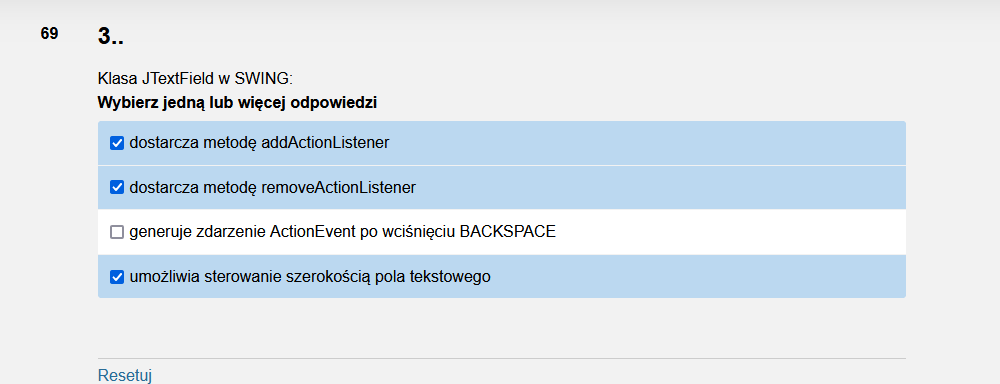 69
3..
Klasa JTextField w SWING:
Wybierz jedną lub więcej odpowiedzi
dostarcza metodę addActionListener
dostarcza metodę removeActionListener
generuje zdarzenie ActionEvent po wciśnięciu BACKSPACE
umożliwia sterowanie szerokością pola tekstowego
Resetuj